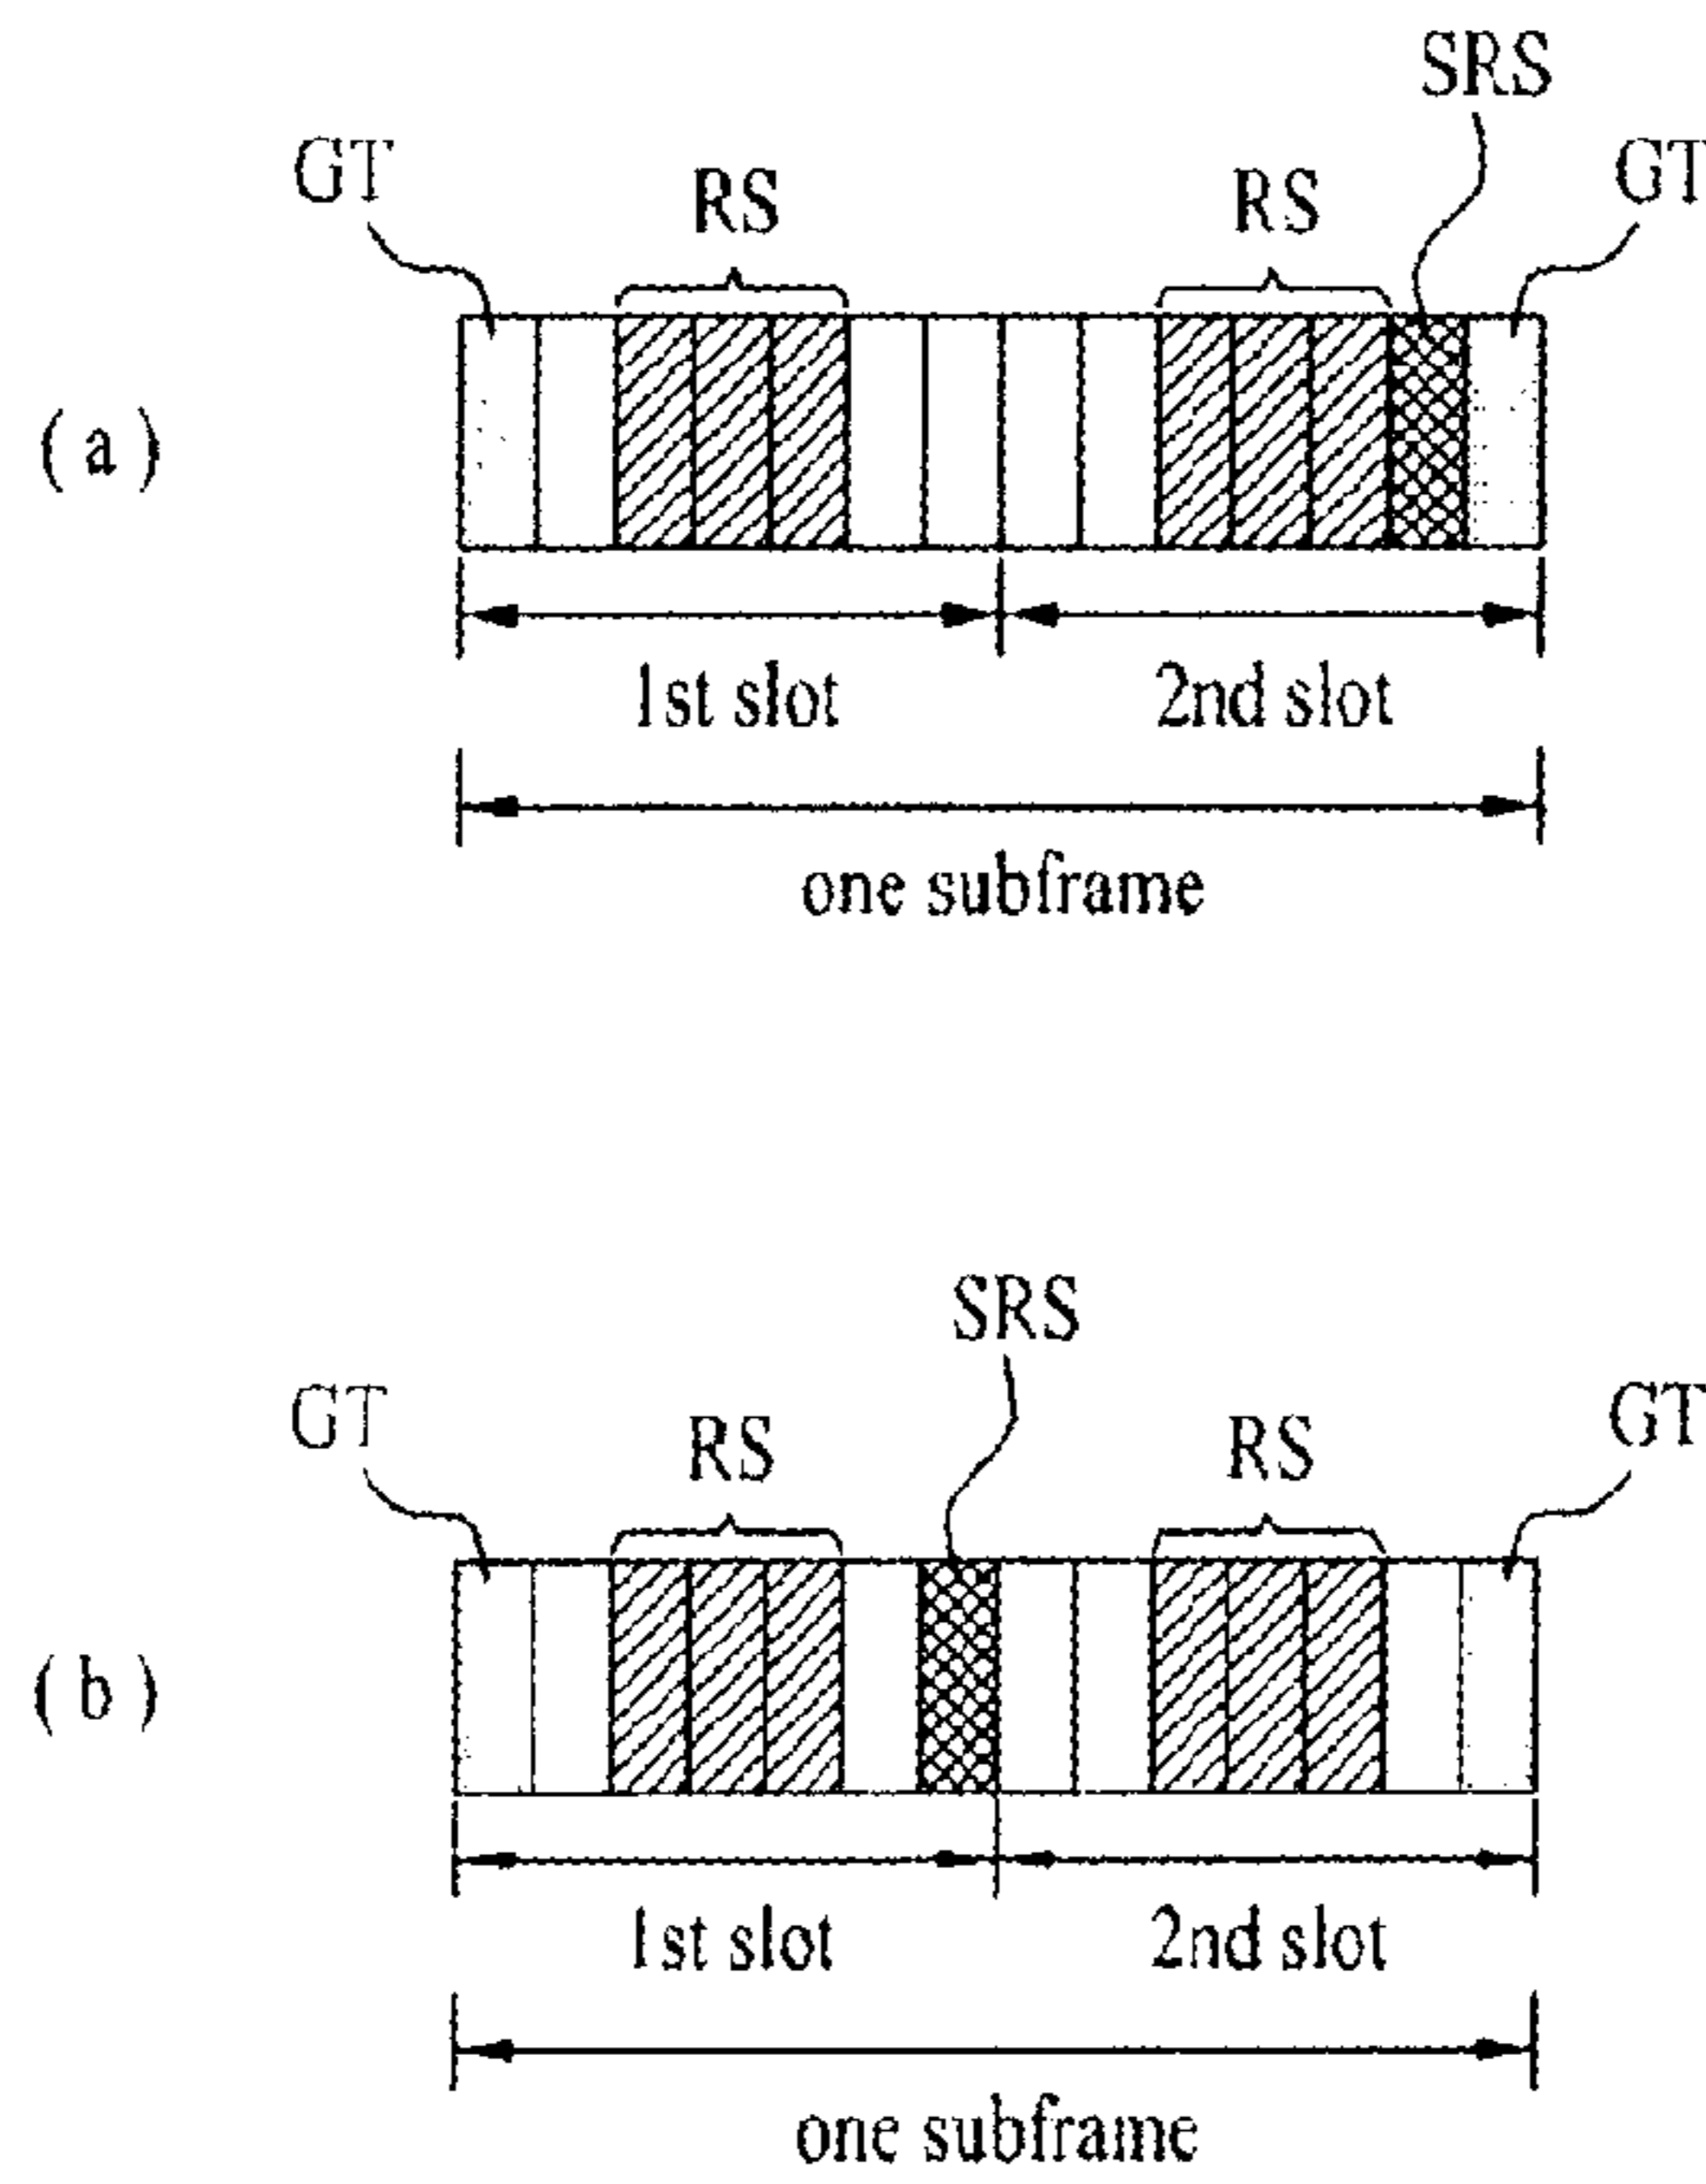 SRS
GT RS RS GT
(a)
1st slot 2nd slot
one subframe
SRS
GT RS RS GT
(b)
1st slot 2nd slot
one subframe